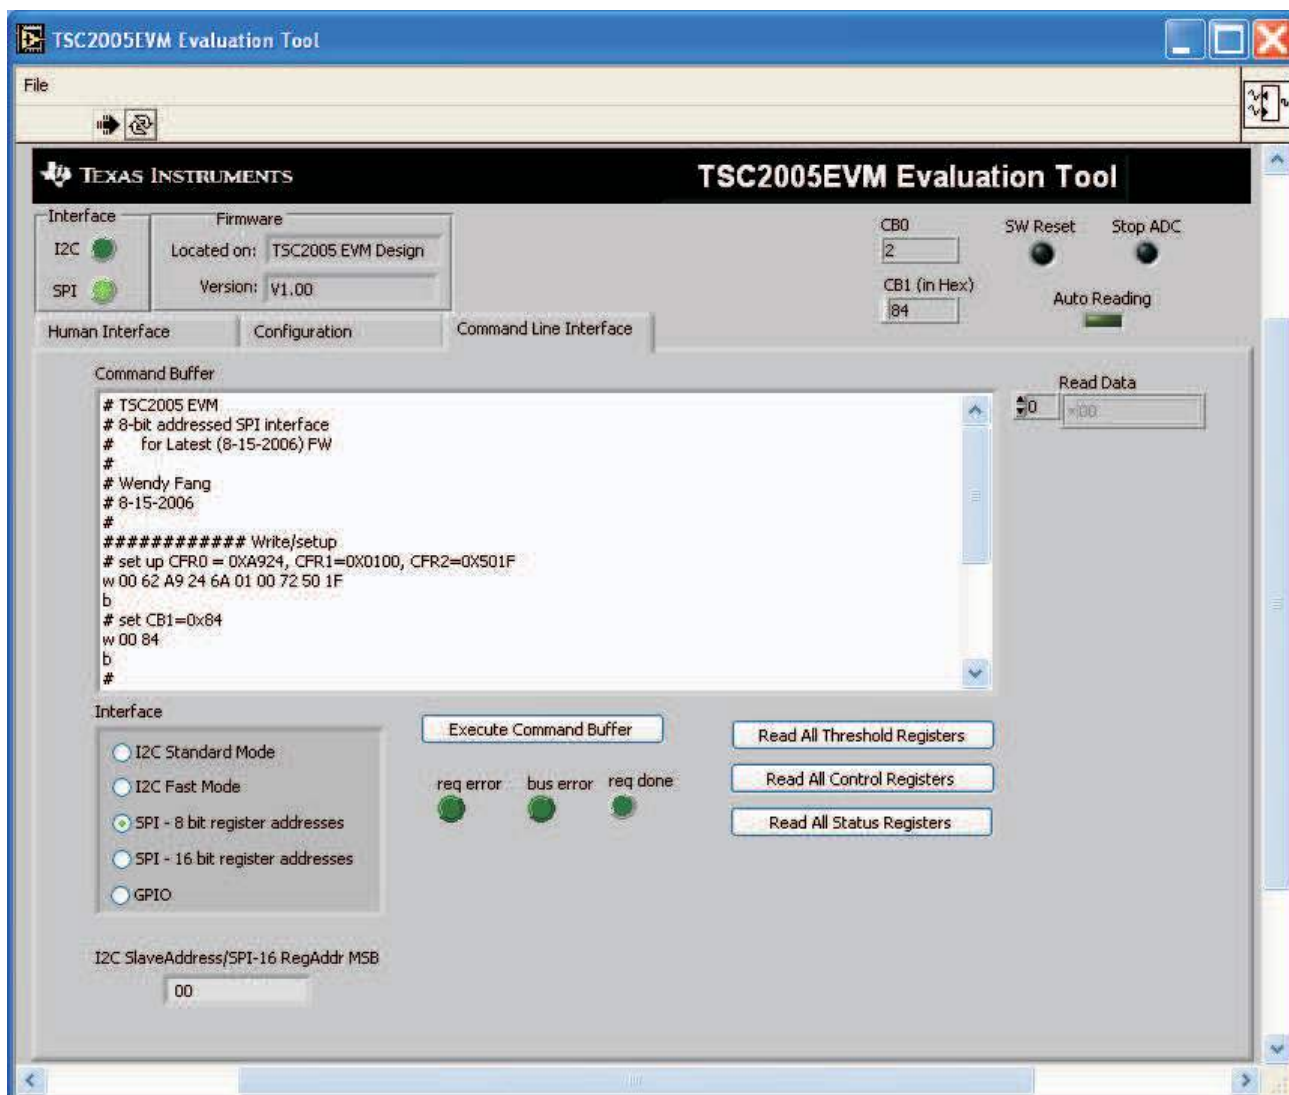 TSC2005EVM Evaluation Tool
File
TEXAS INSTRUMENTS
TSC2005EVM Evaluation Tool
Interface
I2C
SPI
Firmware
Located on: TSC2005 EVM Design
Version: V1.00
CB0
2
CB1 (in Hex)
84
SW Reset
Stop ADC
Auto Reading
Human Interface
Configuration
Command Line Interface
Command Buffer
# TSC2005 EVM
# 8-bit addressed SPI interface
# for Latest (8-15-2006) FW
#
# Wendy Fang
# 8-15-2006
#
############ Write/setup
# set up CFR0 = 0XA924, CFR1=0X0100, CFR2=0X501F
w 00 62 A9 24 6A 01 00 72 50 1F
b
# set CB1=0x84
w 00 84
b
#
Read Data
0
x00
Interface
I2C Standard Mode
I2C Fast Mode
SPI - 8 bit register addresses
SPI - 16 bit register addresses
GPIO
Execute Command Buffer
req error
bus error
req done
Read All Threshold Registers
Read All Control Registers
Read All Status Registers
I2C SlaveAddress/SPI-16 RegAddr MSB
00